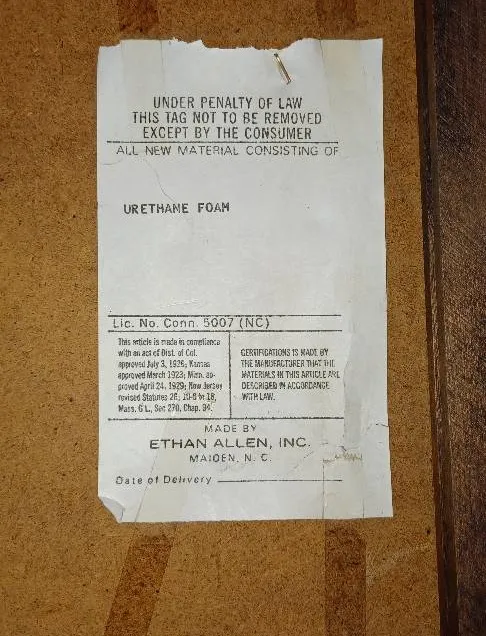 UNDER PENALTY OF LAW
THIS TAG NOT TO BE REMOVED
EXCEPT BY THE CONSUMER
ALL NEW MATERIAL CONSISTING OF
URETHANE FOAM
Lic. No. Conn. 5007 (NC)
This article is made in compliance
with an act of Dist. of Col.
approved July 3, 1926; Kansas
approved March 1923; Minn. ap-
proved April 24, 1929; New Jersey
revised Statutes 26; 10-6 to 18,
Mass. G L., Sec 270, Chap. 94.
CERTIFICATIONS IS MADE BY
THE MANUFACTURER THAT THE
MATERIALS IN THIS ARTICLE ARE
DESCRIBED IN ACCORDANCE
WITH LAW.
MADE BY
ETHAN ALLEN, INC.
MAIDEN, N. C.
Date of Delivery